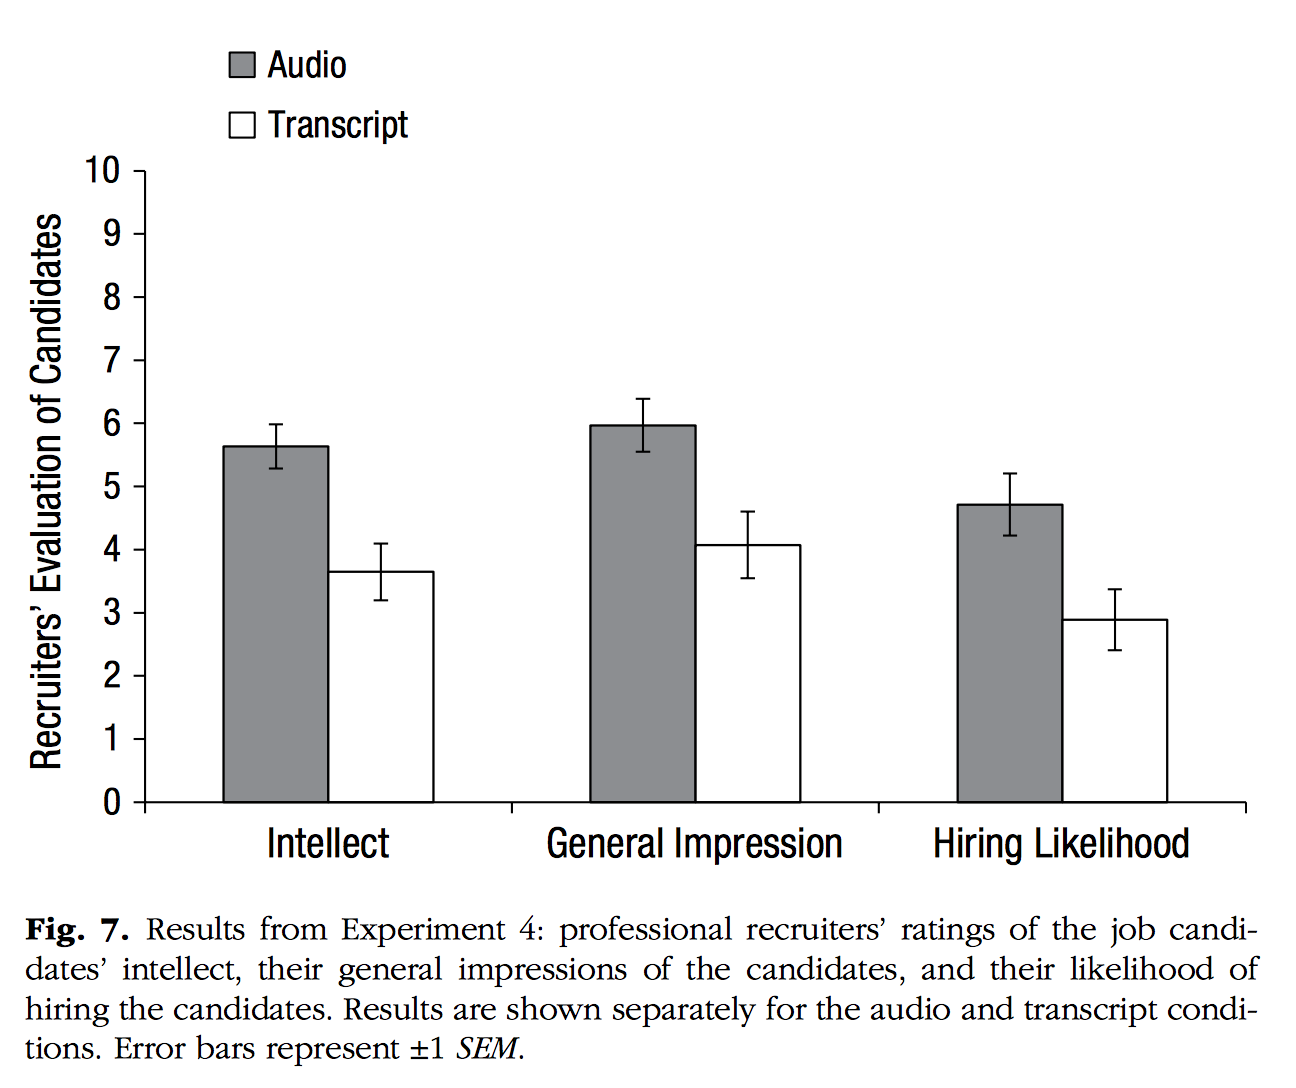 Audio
Transcript
Recruiters’ Evaluation of Candidates
10
9
8
7
6
5
4
3
2
1
0
Intellect
General Impression
Hiring Likelihood
Fig. 7. Results from Experiment 4: professional recruiters’ ratings of the job candi-
dates’ intellect, their general impressions of the candidates, and their likelihood of
hiring the candidates. Results are shown separately for the audio and transcript condi-
tions. Error bars represent ±1 SEM.